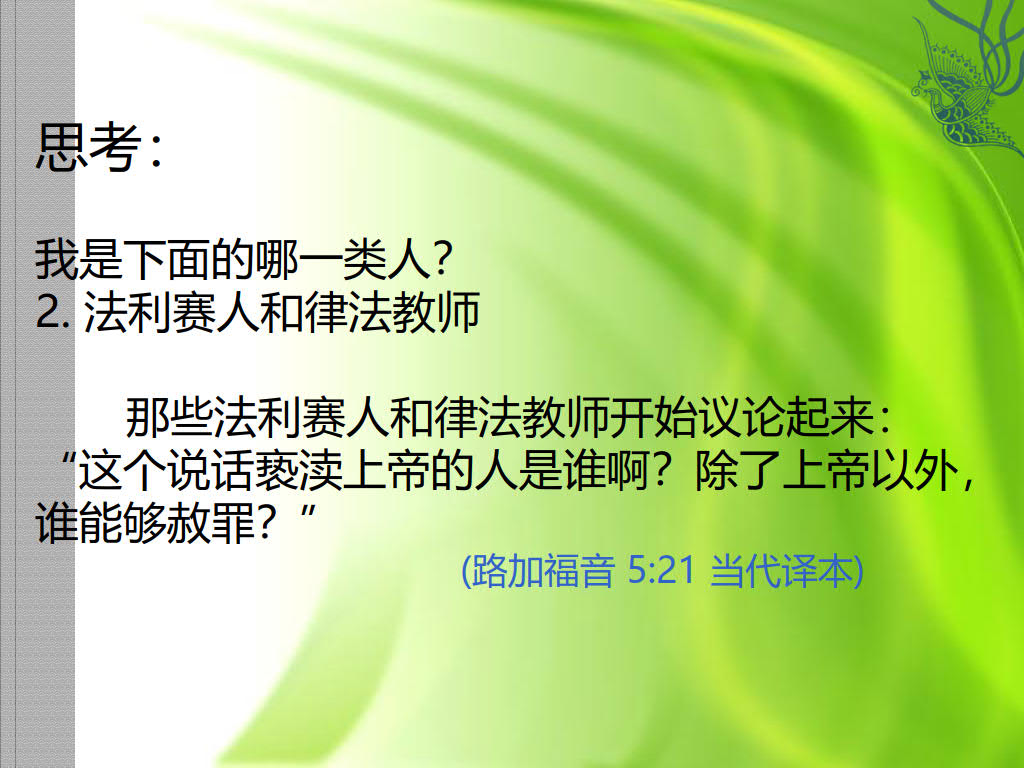 思考：
我是下面的哪一类人？
2. 法利赛人和律法教师
那些法利赛人和律法教师开始议论起来：
“这个说话亵渎上帝的人是谁啊？除了上帝以外，
谁能够赦罪？”
(路加福音 5:21 当代译本)